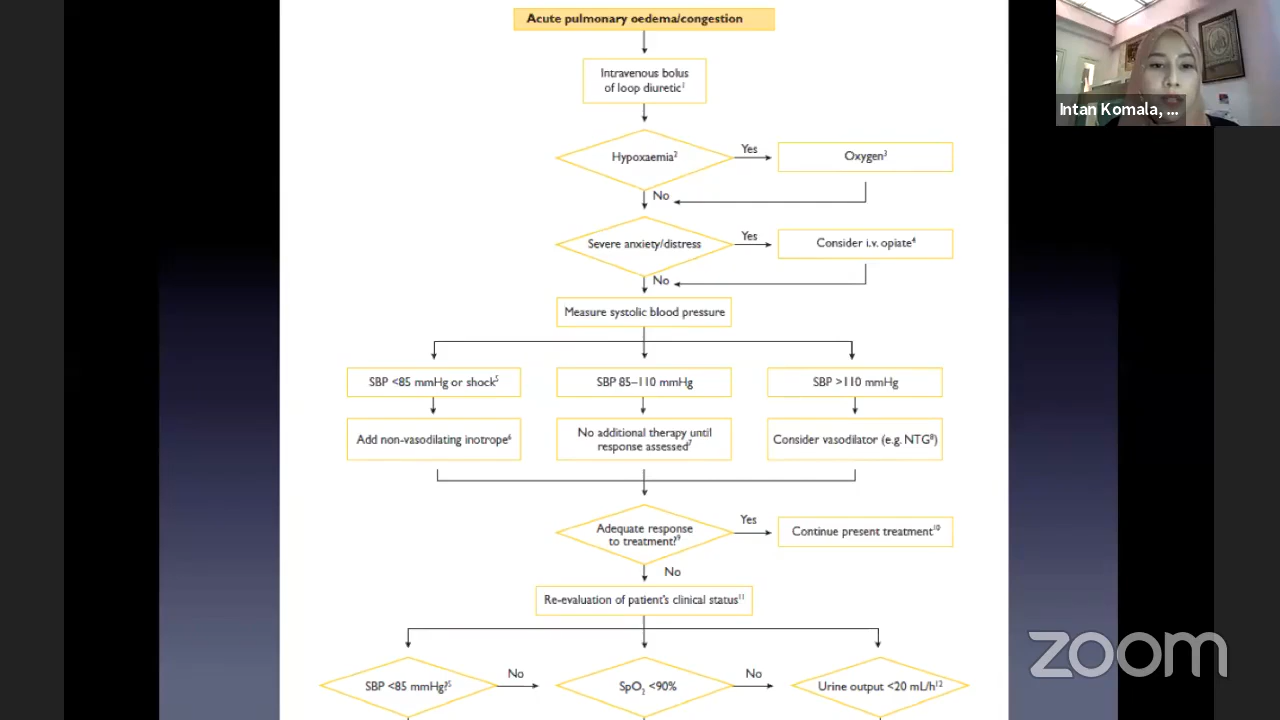 Acute pulmonary oedema/congestion
Intravenous bolus
of loop diuretic1
Hypoxaemia2
Yes
Oxygen3
No
Severe anxiety/distress
Yes
Consider i.v. opiate4
No
Measure systolic blood pressure
SBP <85 mmHg or shock5
SBP 85–110 mmHg
SBP >110 mmHg
Add non-vasodilating inotrope6
No additional therapy until
response assessed7
Consider vasodilator (e.g. NTG8)
Adequate response
to treatment?9
Yes
Continue present treatment10
No
Re-evaluation of patient's clinical status11
SBP <85 mmHg?5
No
SpO2 <90%
No
Urine output <20 mL/h12
Intan Komala, ...
zoom